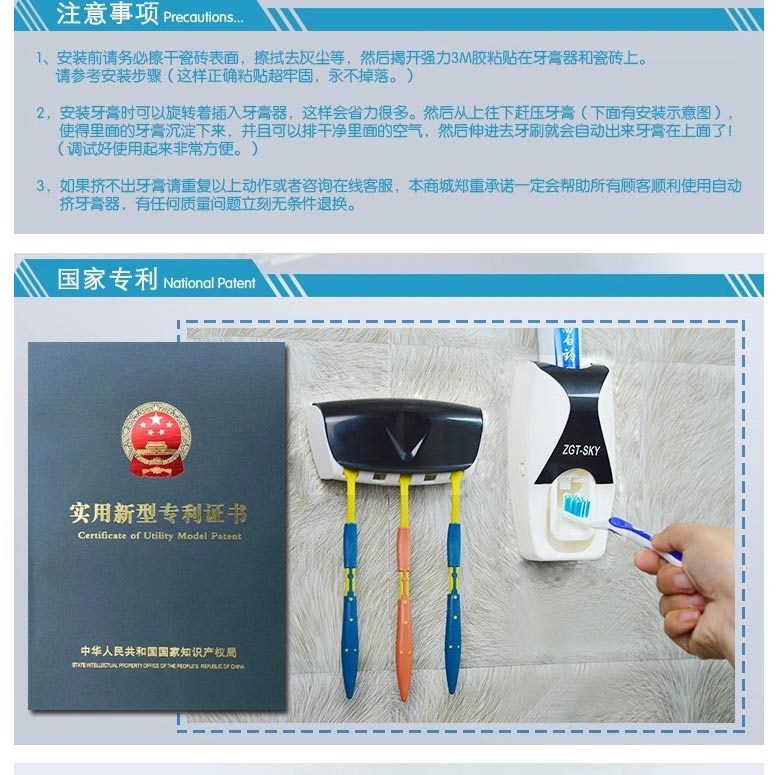 注意事项 Precautions...
1、安装前请务必擦干瓷砖表面，擦拭去灰尘等，然后揭开强力3M胶粘贴在牙膏器和瓷砖上。
请参考安装步骤（这样正确粘贴超牢固，永不掉落。）
2，安装牙膏时可以旋转着插入牙膏器，这样会省力很多。然后从上往下赶压牙膏（下面有安装示意图），
使得里面的牙膏沉淀下来，并且可以排干净里面的空气，然后伸进去牙刷就会自动出来牙膏在上面了！
（调试好使用起来非常方便。）
3，如果挤不出牙膏请重复以上动作或者咨询在线客服，本商城郑重承诺一定会帮助所有顾客顺利使用自动
挤牙膏器，有任何质量问题立刻无条件退换。
国家专利 National Patent
实用新型专利证书
Certificate of Utility Model Patent
中华人民共和国国家知识产权局
STATE INTELLECTUAL PROPERTY OFFICE OF THE PEOPLE'S REPUBLIC OF CHINA
ZGT-SKY